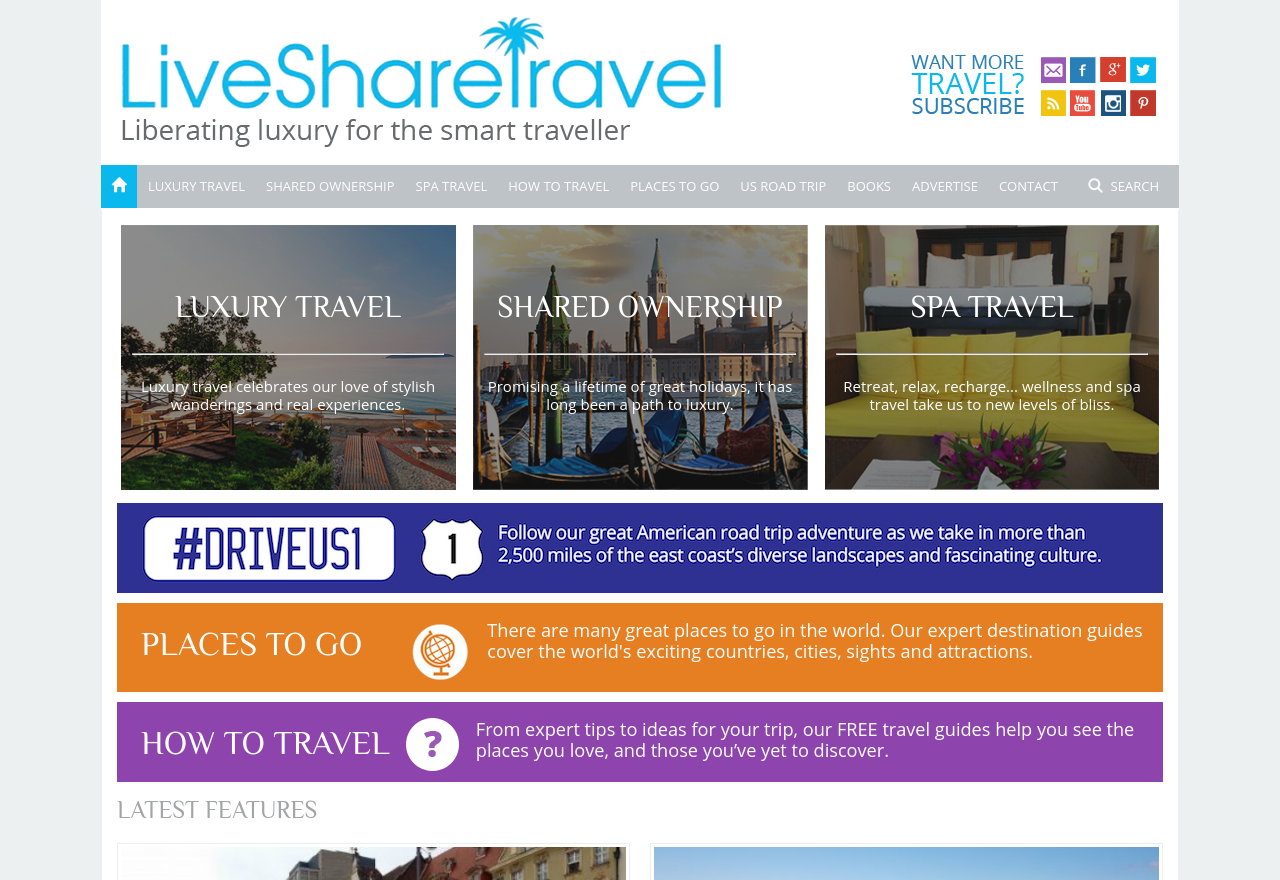 LiveShareTravel
Liberating luxury for the smart traveller
WANT MORE
TRAVEL?
SUBSCRIBE
f
g+
You
Tube
LUXURY TRAVEL SHARED OWNERSHIP SPA TRAVEL HOW TO TRAVEL PLACES TO GO US ROAD TRIP BOOKS ADVERTISE CONTACT SEARCH
LUXURY TRAVEL
Luxury travel celebrates our love of stylish
wanderings and real experiences.
SHARED OWNERSHIP
Promising a lifetime of great holidays, it has
long been a path to luxury.
SPA TRAVEL
Retreat, relax, recharge... wellness and spa
travel take us to new levels of bliss.
#DRIVEUS1
1
Follow our great American road trip adventure as we take in more than
2,500 miles of the east coast’s diverse landscapes and fascinating culture.
PLACES TO GO
There are many great places to go in the world. Our expert destination guides
cover the world's exciting countries, cities, sights and attractions.
HOW TO TRAVEL
?
From expert tips to ideas for your trip, our FREE travel guides help you see the
places you love, and those you’ve yet to discover.
LATEST FEATURES